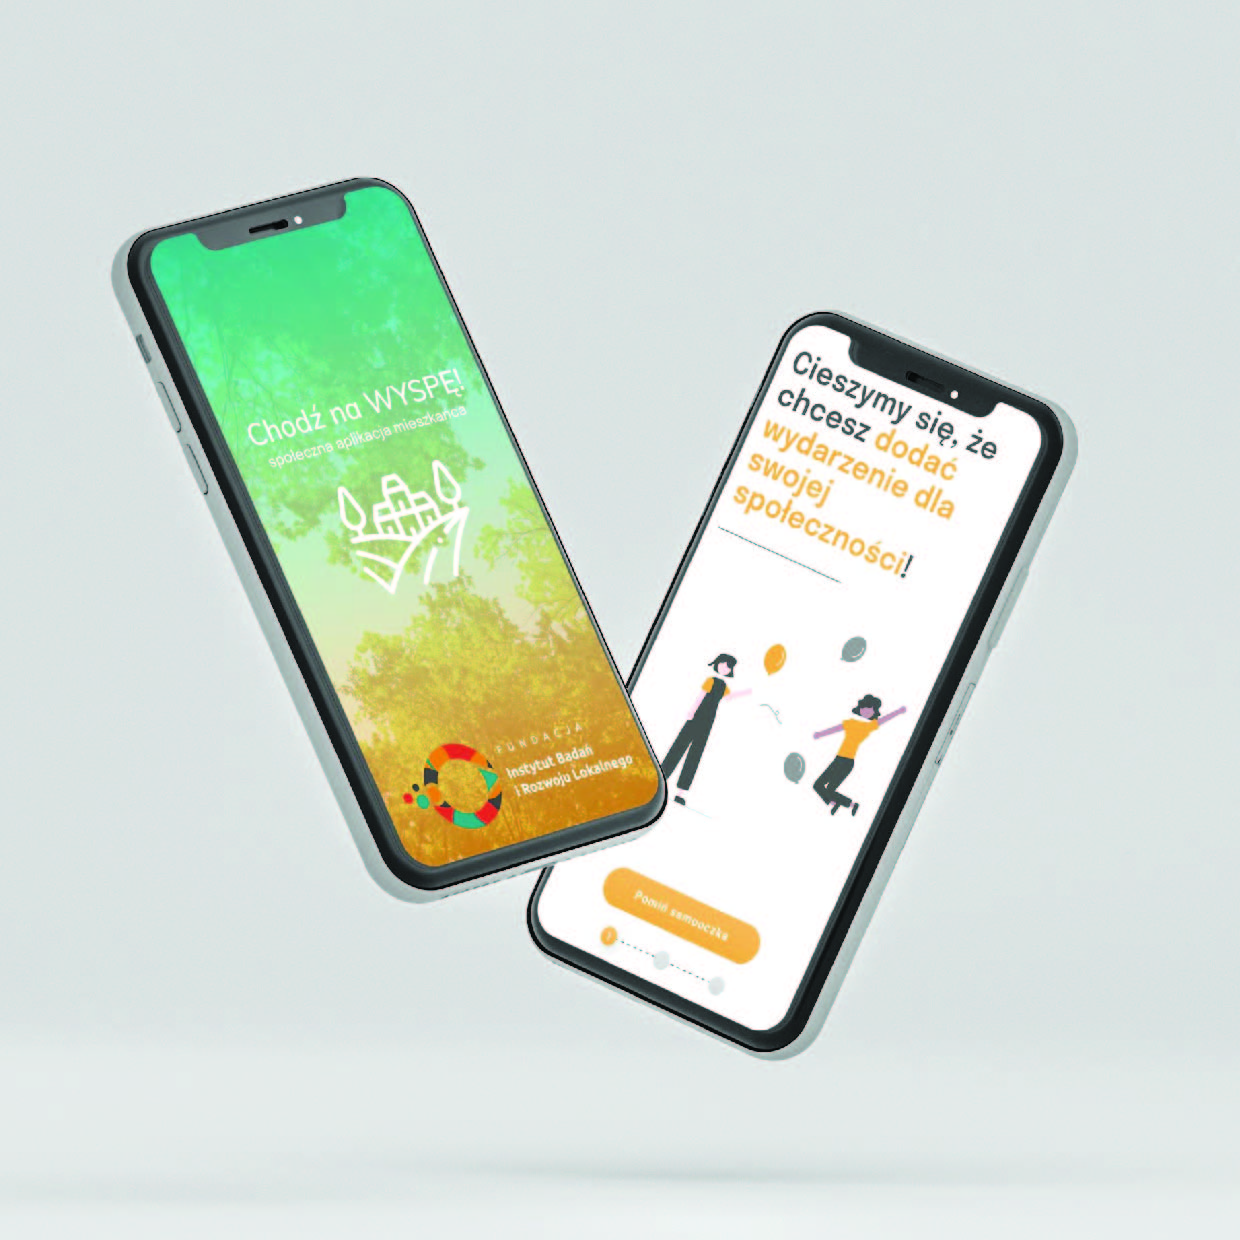 Chodź na WYSPĘ!
społeczna aplikacja mieszkańca
FUNDACJA
Instytut Badań
i Rozwoju Lokalnego
Cieszymy się, że
chcesz dodać
wydarzenie dla
swojej
społeczności!
Pomiń samouczka
1